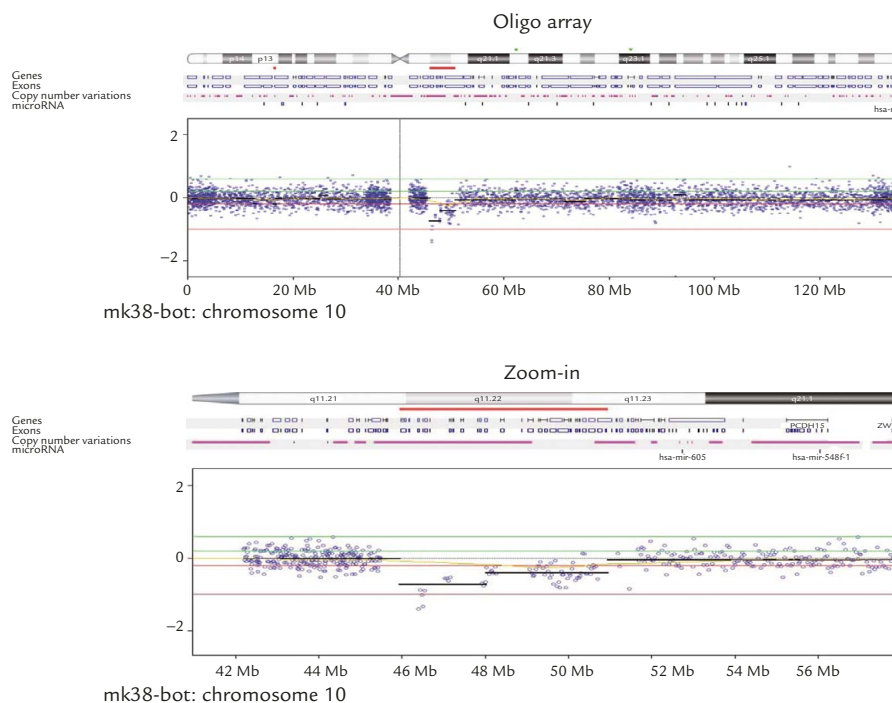 Oligo array
p14 p13 q21.1 q21.3 q23.1 q25.1
Genes
Exons
Copy number variations
microRNA
hsa-m
2
0
−2
0 20 Mb 40 Mb 60 Mb 80 Mb 100 Mb 120 Mb
mk38-bot: chromosome 10
Zoom-in
q11.21 q11.22 q11.23 q21.1
Genes
Exons
PCDH15 ZW
Copy number variations
microRNA
hsa-mir-605 hsa-mir-548f-1
2
0
−2
42 Mb 44 Mb 46 Mb 48 Mb 50 Mb 52 Mb 54 Mb 56 Mb
mk38-bot: chromosome 10